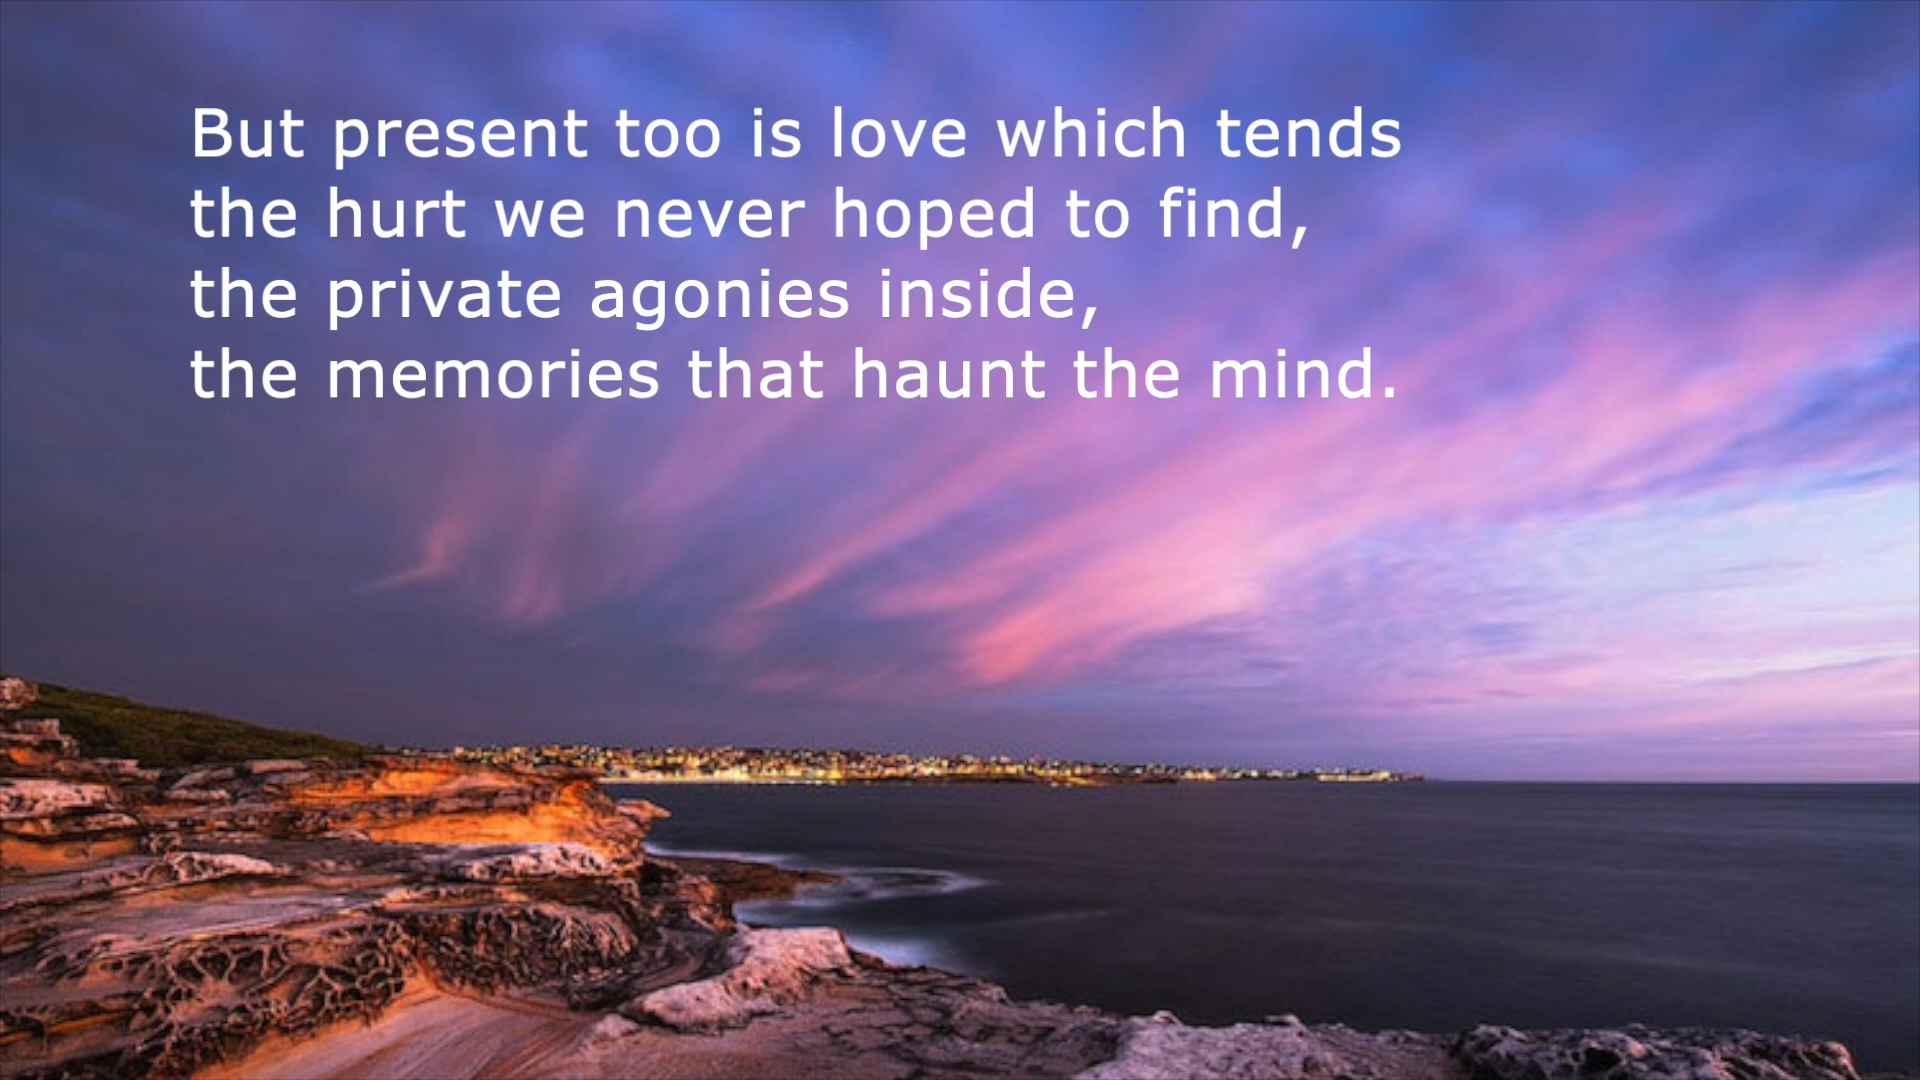 But present too is love which tends
the hurt we never hoped to find,
the private agonies inside,
the memories that haunt the mind.